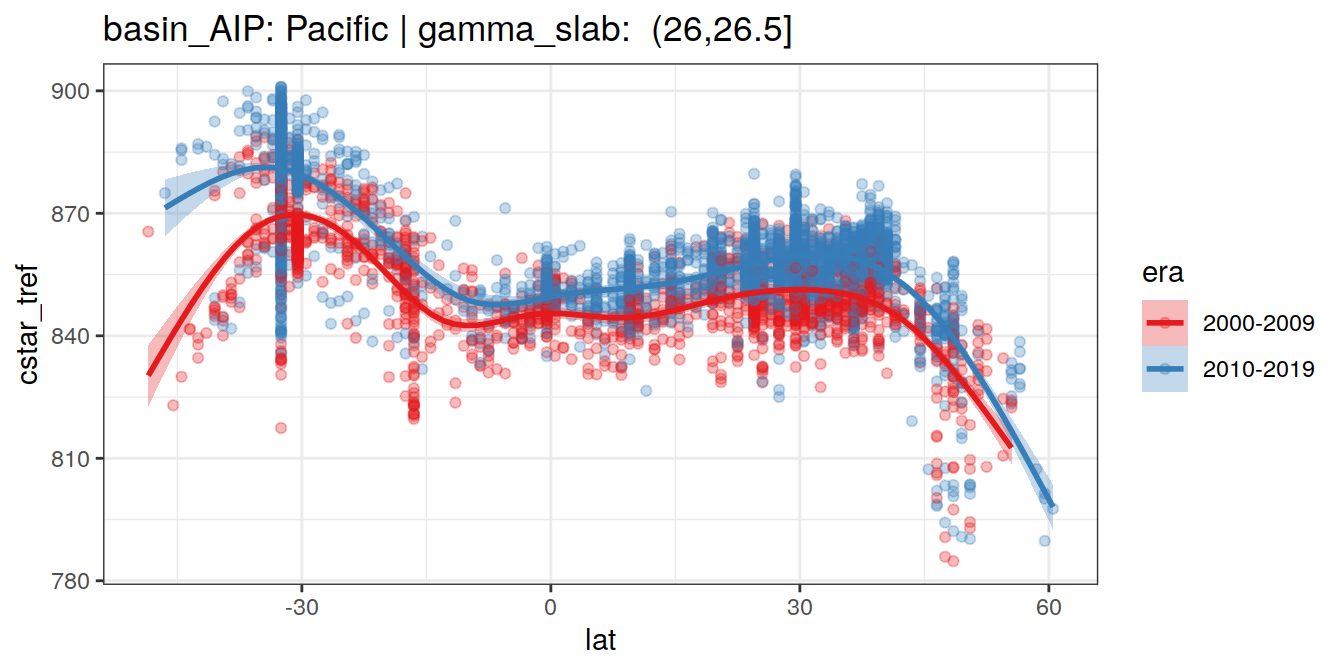 basin_AIP: Pacific | gamma_slab:  (26,26.5]
cstar_tref
900
870
840
810
780
-30
0
30
60
lat
era
2000-2009
2010-2019